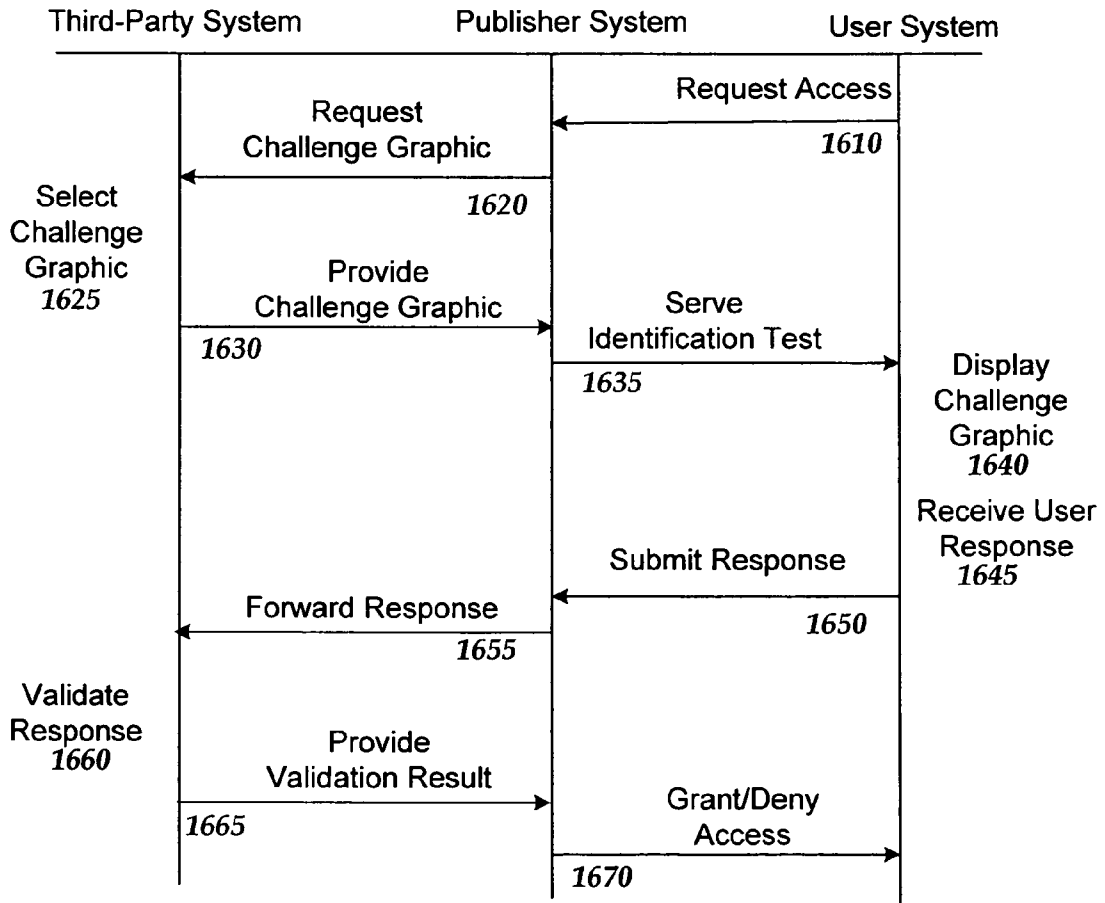 Third-Party System
Publisher System
User System
Request Access
1610
Request
Challenge Graphic
1620
Select
Challenge
Graphic
1625
Provide
Challenge Graphic
1630
Serve
Identification Test
1635
Display
Challenge
Graphic
1640
Receive User
Response
1645
Submit Response
1650
Forward Response
1655
Validate
Response
1660
Provide
Validation Result
1665
Grant/Deny
Access
1670